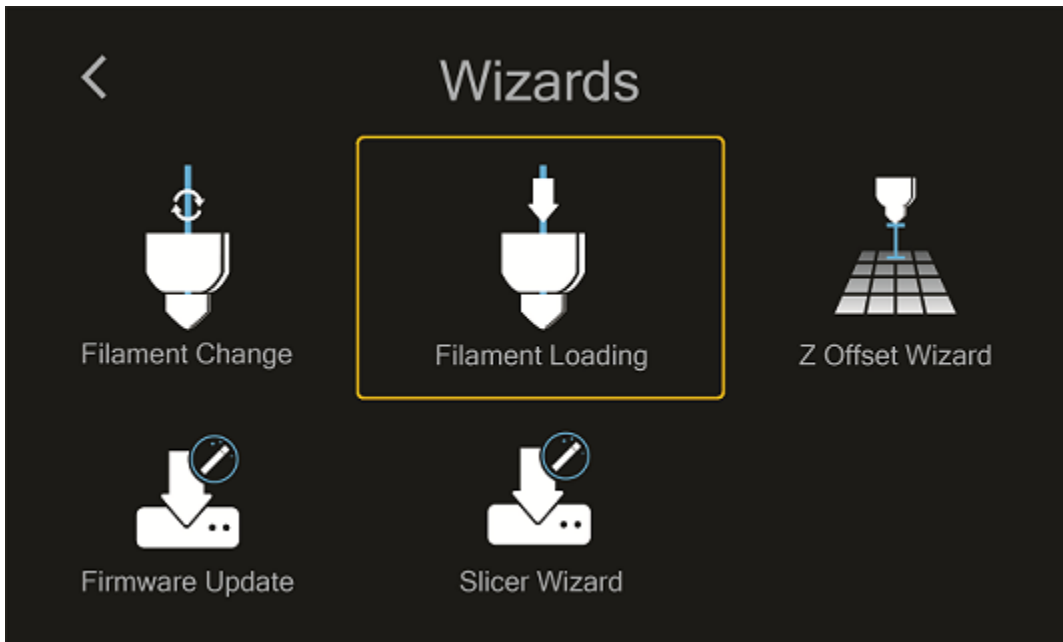 Wizards
Filament Change
Filament Loading
Z Offset Wizard
Firmware Update
Slicer Wizard